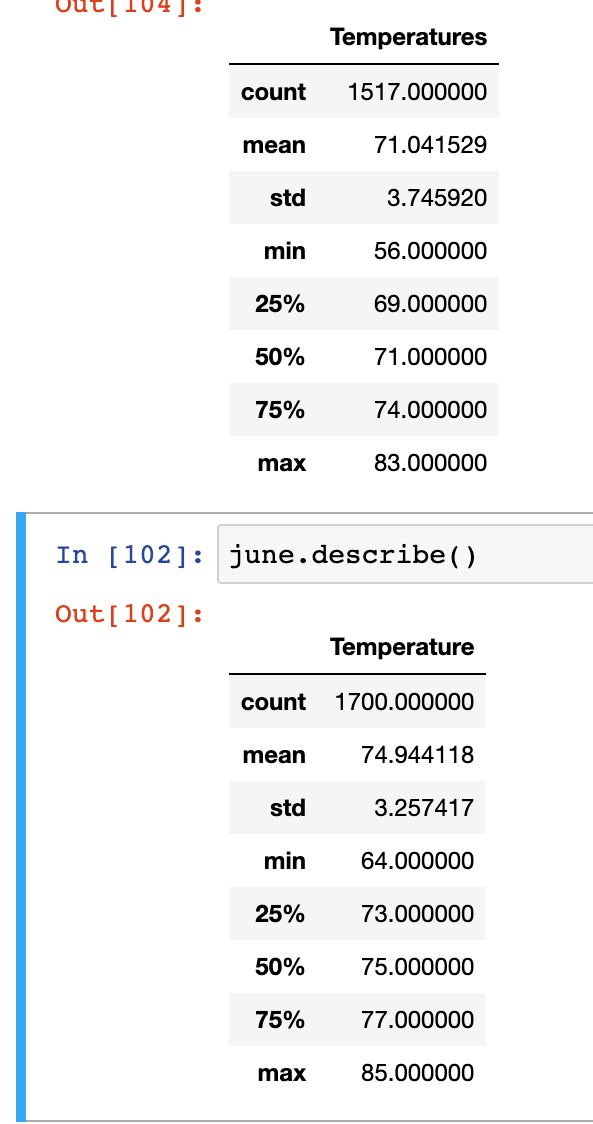 Out[104]:
Temperatures
count 1517.000000
mean 71.041529
std 3.745920
min 56.000000
25% 69.000000
50% 71.000000
75% 74.000000
max 83.000000
In [102]: june.describe()
Out[102]:
Temperature
count 1700.000000
mean 74.944118
std 3.257417
min 64.000000
25% 73.000000
50% 75.000000
75% 77.000000
max 85.000000